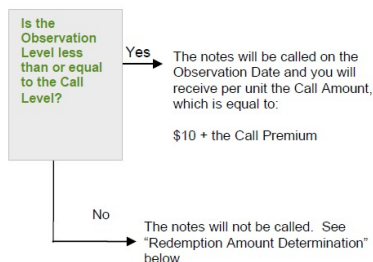 Is the
Observation
Level less
than or equal
to the Call
Level?
Yes
The notes will be called on the
Observation Date and you will
receive per unit the Call Amount,
which is equal to:
$10 + the Call Premium
No
The notes will not be called. See
“Redemption Amount Determination”
below